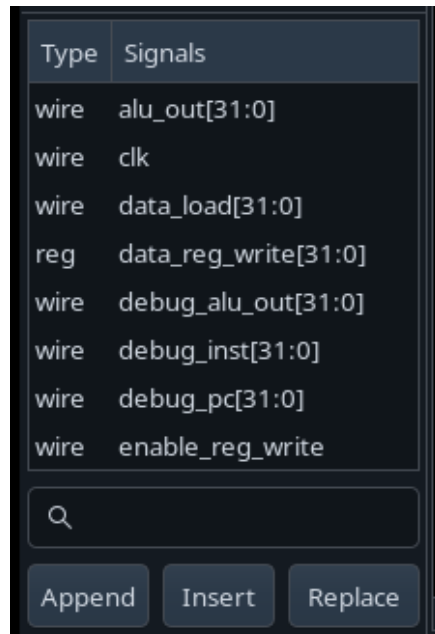 Type Signals
wire alu_out[31:0]
wire clk
wire data_load[31:0]
reg data_reg_write[31:0]
wire debug_alu_out[31:0]
wire debug_inst[31:0]
wire debug_pc[31:0]
wire enable_reg_write
Append Insert Replace